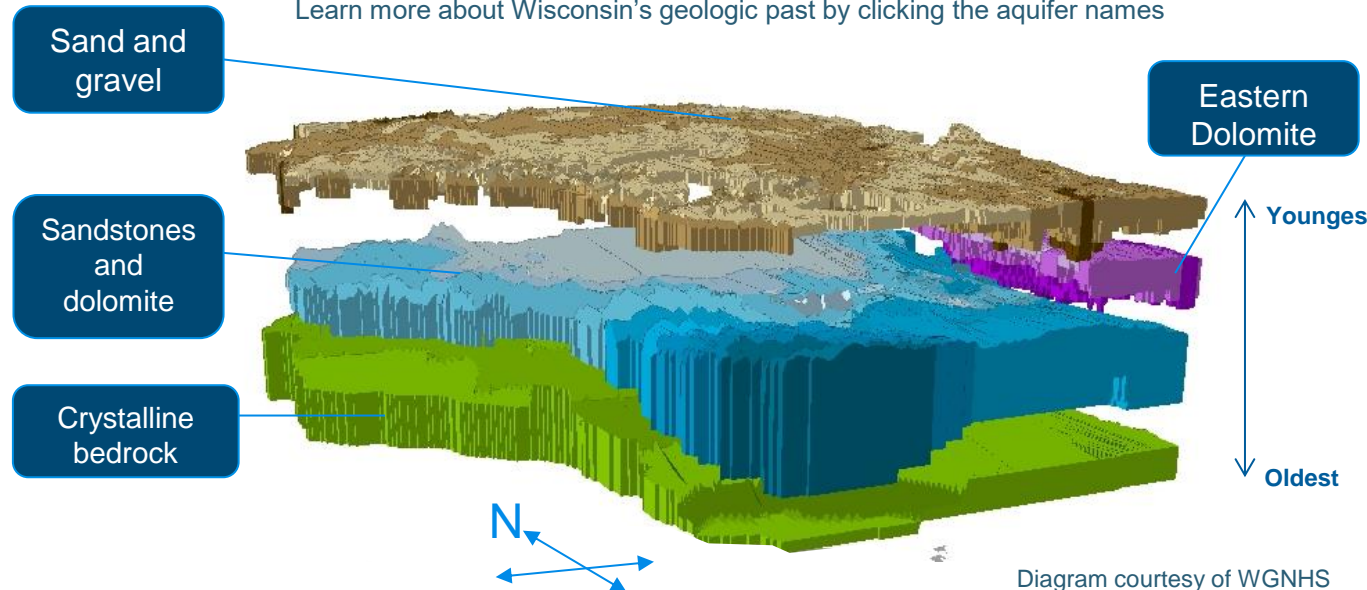 Learn more about Wisconsin's geologic past by clicking the aquifer names
Sand and
gravel
Eastern
Dolomite
Sandstones
and
dolomite
Younges
Crystalline
bedrock
Oldest
N
Diagram courtesy of WGNHS